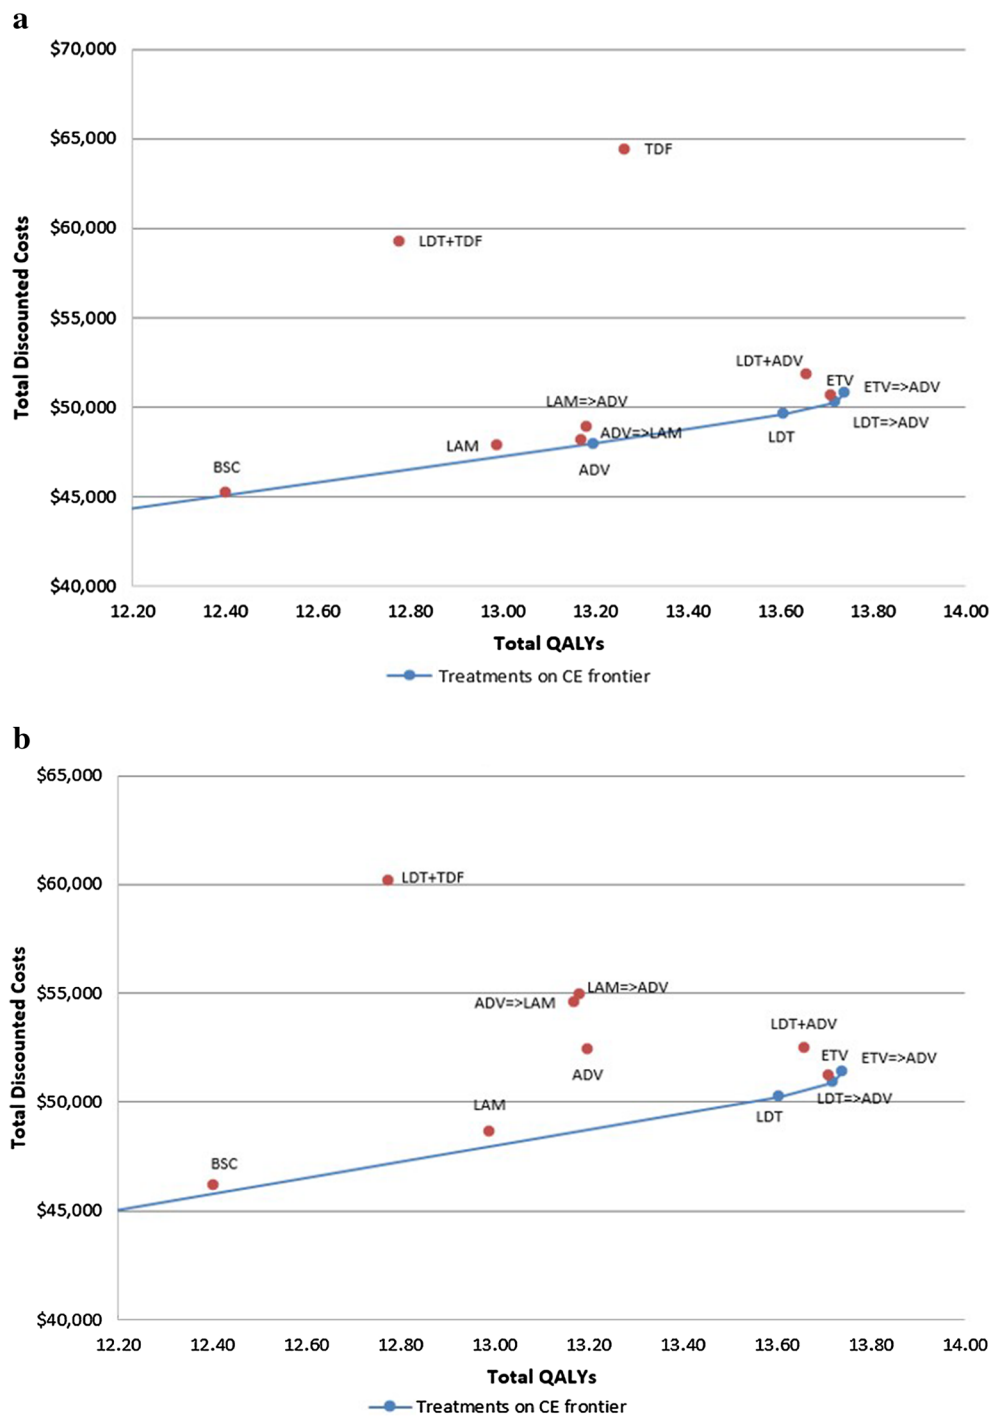 a
$70,000
$65,000
TDF
$60,000
LDT+TDF
Total Discounted Costs
$55,000
LDT+ADV
ETV
ETV=>ADV
$50,000
LAM=>ADV
LDT=>ADV
ADV=>LAM
LDT
LAM
ADV
BSC
$45,000
$40,000
12.20 12.40 12.60 12.80 13.00 13.20 13.40 13.60 13.80 14.00
Total QALYs
Treatments on CE frontier
b
$65,000
$60,000
LDT+TDF
Total Discounted Costs
$55,000
LAM=>ADV
ADV=>LAM
LDT+ADV
ETV
ETV=>ADV
ADV
$50,000
LDT=>ADV
LAM
LDT
BSC
$45,000
$40,000
12.20 12.40 12.60 12.80 13.00 13.20 13.40 13.60 13.80 14.00
Total QALYs
Treatments on CE frontier